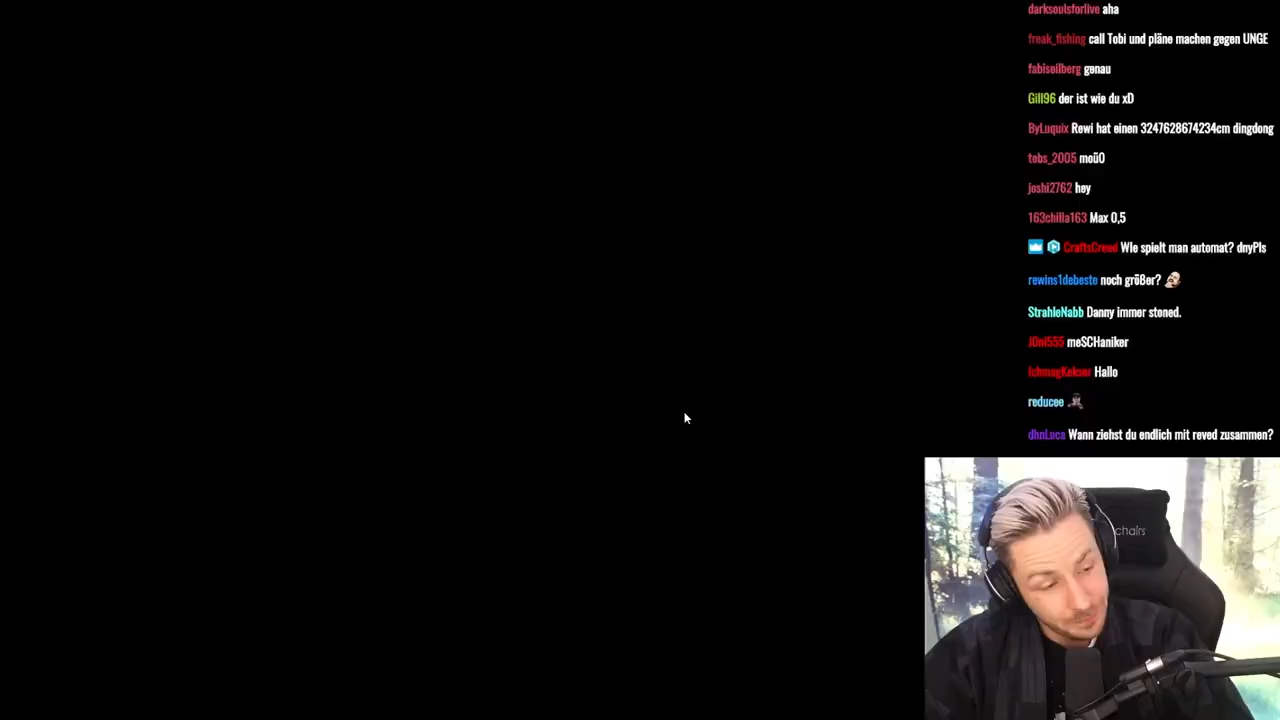 darksoulsforlive aha
freak_fishing call Tobi und pläne machen gegen UNGE
fabiseilberg genau
Gill96 der ist wie du xD
ByLuquix Rewi hat einen 3247628674234cm dingdong
tobs_2005 moü0
joshi2762 hey
163chilla163 Max 0,5
CraftsCreed WIe spielt man automat? dnyPls
rewins1debeste noch größer?
StrahleNabb Danny immer stoned.
J0ni555 meSCHaniker
Hallo
reducee
dhnLuca Wann ziehst du endlich mit reved zusammen?
chairs